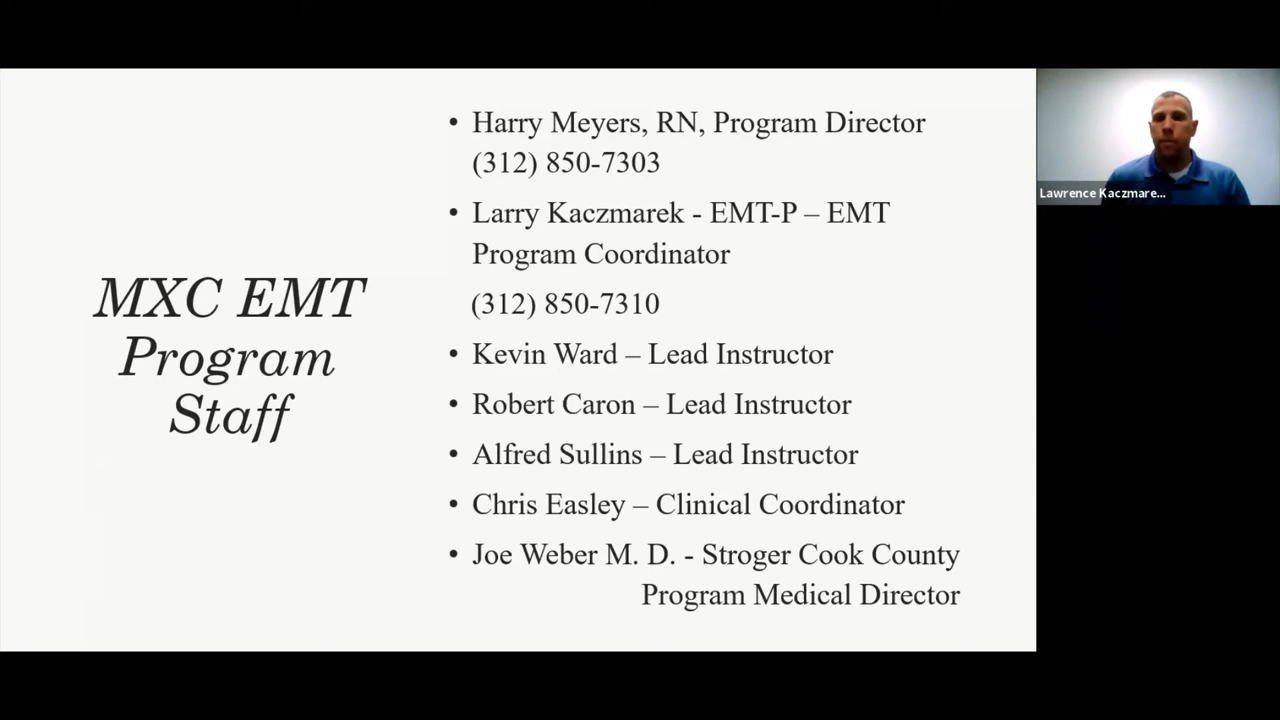 MXC EMT
Program
Staff
• Harry Meyers, RN, Program Director
(312) 850-7303
• Larry Kaczmarek - EMT-P – EMT
Program Coordinator
(312) 850-7310
• Kevin Ward – Lead Instructor
• Robert Caron – Lead Instructor
• Alfred Sullins – Lead Instructor
• Chris Easley – Clinical Coordinator
• Joe Weber M. D. - Stroger Cook County
Program Medical Director
Lawrence Kaczmare...